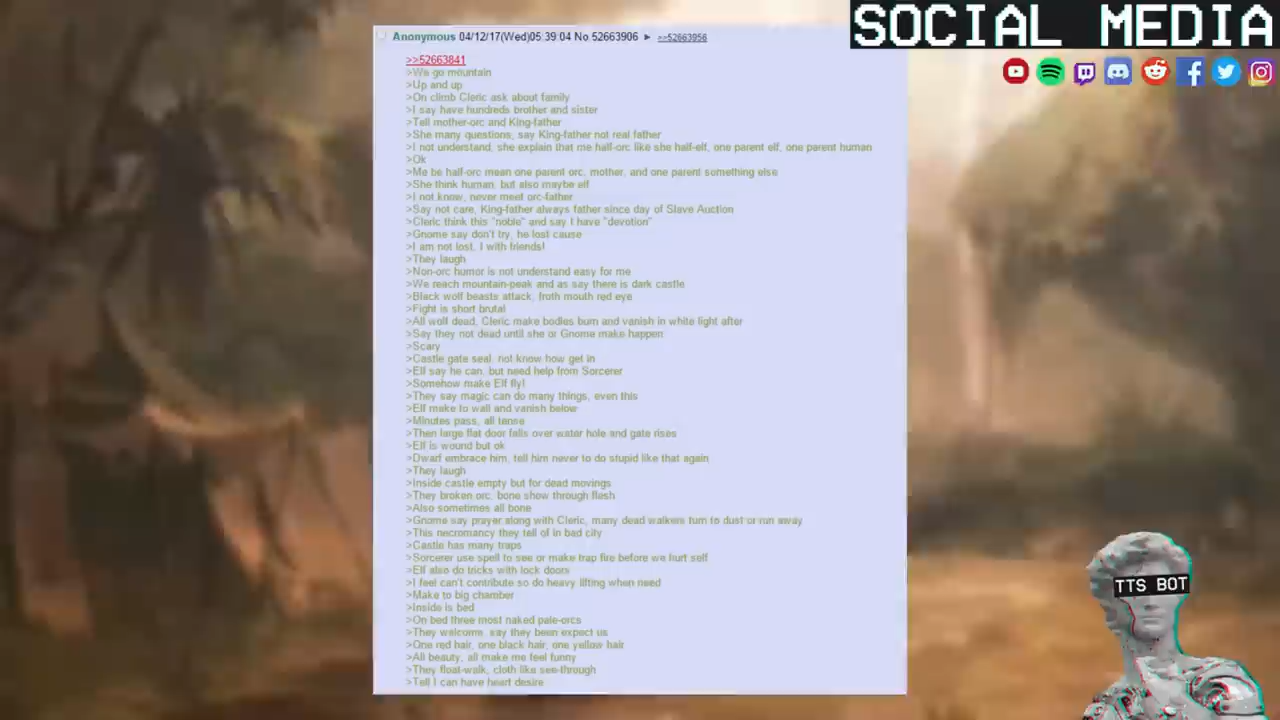 SOCIAL MEDIA
Anonymous 04/12/17(Wed)05:39:04 No 52663906 ► >>52663956
>>52663841
>We go mountain
>Up and up
>On climb Cleric ask about family
>I say have hundreds brother and sister
>Tell mother-orc and King-father
>She many questions, say King-father not real father
>I not understand, she explain that me half-orc like she half-elf, one parent elf, one parent human
>Ok
>Me be half-orc mean one parent orc, mother, and one parent something else
>She think human, but also maybe elf
>I not know, never meet orc-father
>Say not care, King-father always father since day of Slave Auction
>Cleric think this "noble" and say I have "devotion"
>Gnome say don't try, he lost cause
>I am not lost, I with friends!
>They laugh
>Non-orc humor is not understand easy for me
>We reach mountain-peak and as say there is dark castle
>Black wolf beasts attack, froth mouth red eye
>Fight is short brutal
>All wolf dead, Cleric make bodies burn and vanish in white light after
>Say they not dead until she or Gnome make happen
>Scary
>Castle gate seal, not know how get in
>Elf say he can, but need help from Sorcerer
>Somehow make Elf fly!
>They say magic can do many things, even this
>Elf make to wall and vanish below
>Minutes pass, all tense
>Then large flat door falls over water hole and gate rises
>Elf is wound but ok
>Dwarf embrace him, tell him never to do stupid like that again
>They laugh
>Inside castle empty but for dead movings
>They broken orc, bone show through flesh
>Also sometimes all bone
>Gnome say prayer along with Cleric, many dead walkers turn to dust or run away
>This necromancy they tell of in bad city
>Castle has many traps
>Sorcerer use spell to see or make trap fire before we hurt self
>Elf also do tricks with lock doors
>I feel can't contribute so do heavy lifting when need
>Make to big chamber
>Inside is bed
>On bed three most naked pale-orcs
>They welcome, say they been expect us
>One red hair, one black hair, one yellow hair
>All beauty, all make me feel funny
>They float-walk, cloth like see-through
>Tell I can have heart desire
TTS BOT